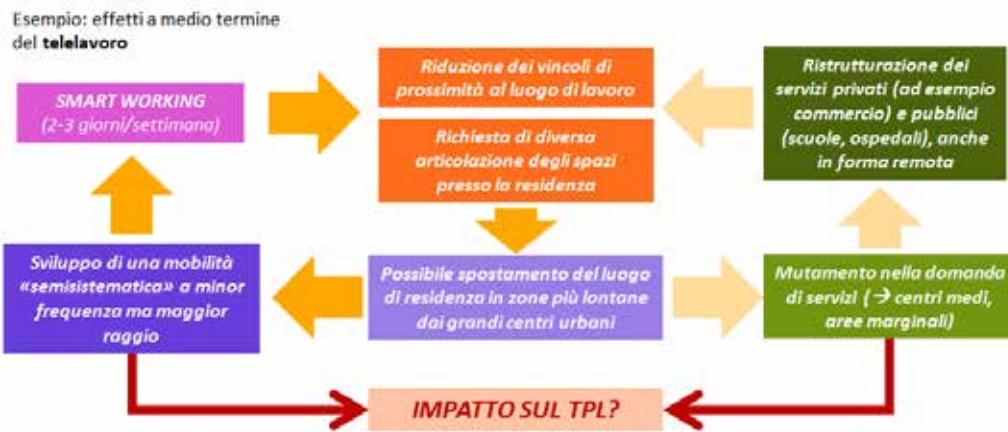 Esempio: effetti a medio termine
del telelavoro
SMART WORKING
(2-3 giorni/settimana)
Riduzione dei vincoli di
prossimità al luogo di lavoro
Richiesta di diversa
articolazione degli spazi
presso la residenza
Ristrutturazione dei
servizi privati (ad esempio
commercio) e pubblici
(scuole, ospedali), anche
in forma remota
Sviluppo di una mobilità
«semisistematica» a minor
frequenza ma maggior
raggio
Possibile spostamento del luogo
di residenza in zone più lontane
dai grandi centri urbani
Mutamento nella domanda
di servizi (→ centri medi,
aree marginali)
IMPATTO SUL TPL?